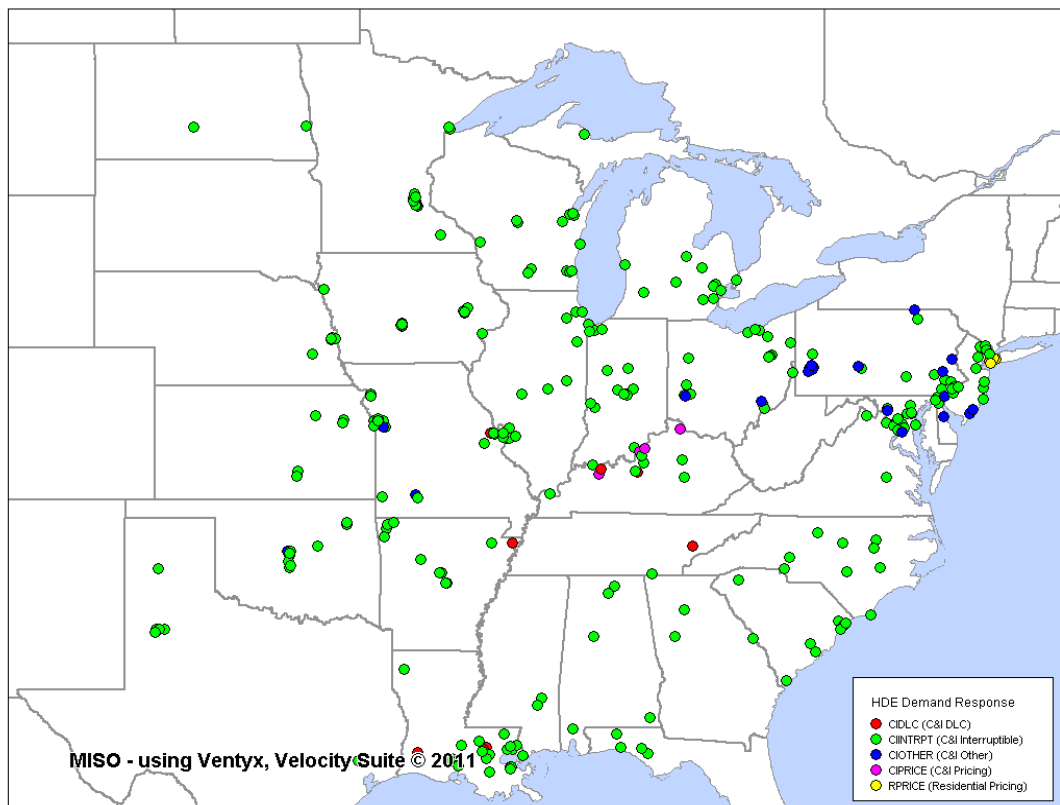 HDE Demand Response
CIDLC (C&I DLC)
CIINTRPT (C&I Interruptible)
CIOTHER (C&I Other)
CIPRICE (C&I Pricing)
RPRICE (Residential Pricing)
MISO - using Ventyx, Velocity Suite © 2011